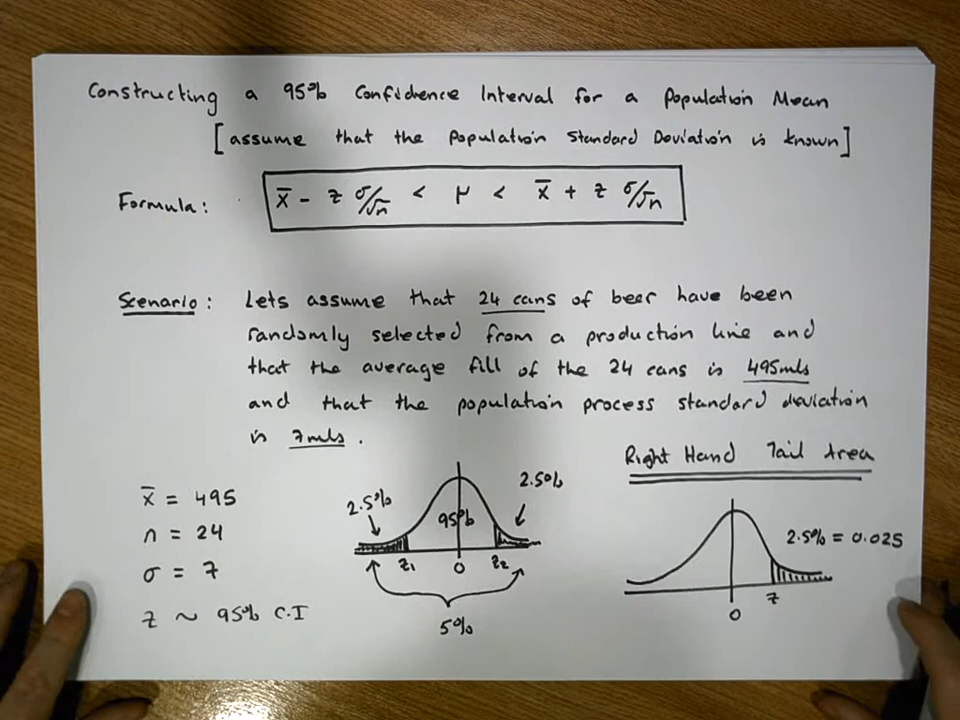 Constructing a 95% Confidence Interval for a Population Mean
[assume that the Population Standard Deviation is known]
Formula: x̄ - z σ/√n < μ < x̄ + z σ/√n
Scenario: Lets assume that 24 cans of beer have been
randomly selected from a production line and
that the average fill of the 24 cans is 495mls
and that the population process standard deviation
is 7mls.
x̄ = 495
n = 24
σ = 7
z ~ 95% C.I
2.5%
95%
2.5%
z₁ 0 z₂
5%
Right Hand Tail Area
2.5% = 0.025
0 z